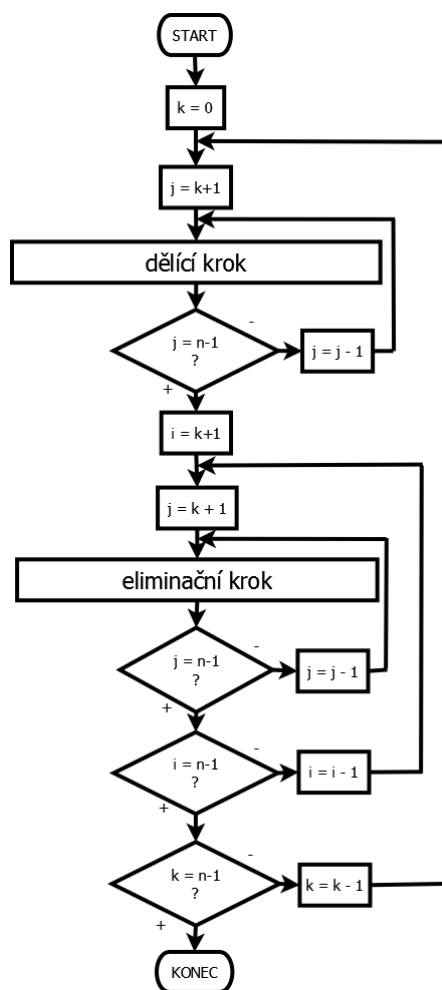 START
k = 0
j = k+1
dělící krok
j = n-1
?
-
j = j - 1
+
i = k+1
j = k + 1
eliminační krok
j = n-1
?
-
j = j - 1
+
i = n-1
?
-
i = i - 1
+
k = n-1
?
-
k = k - 1
+
KONEC